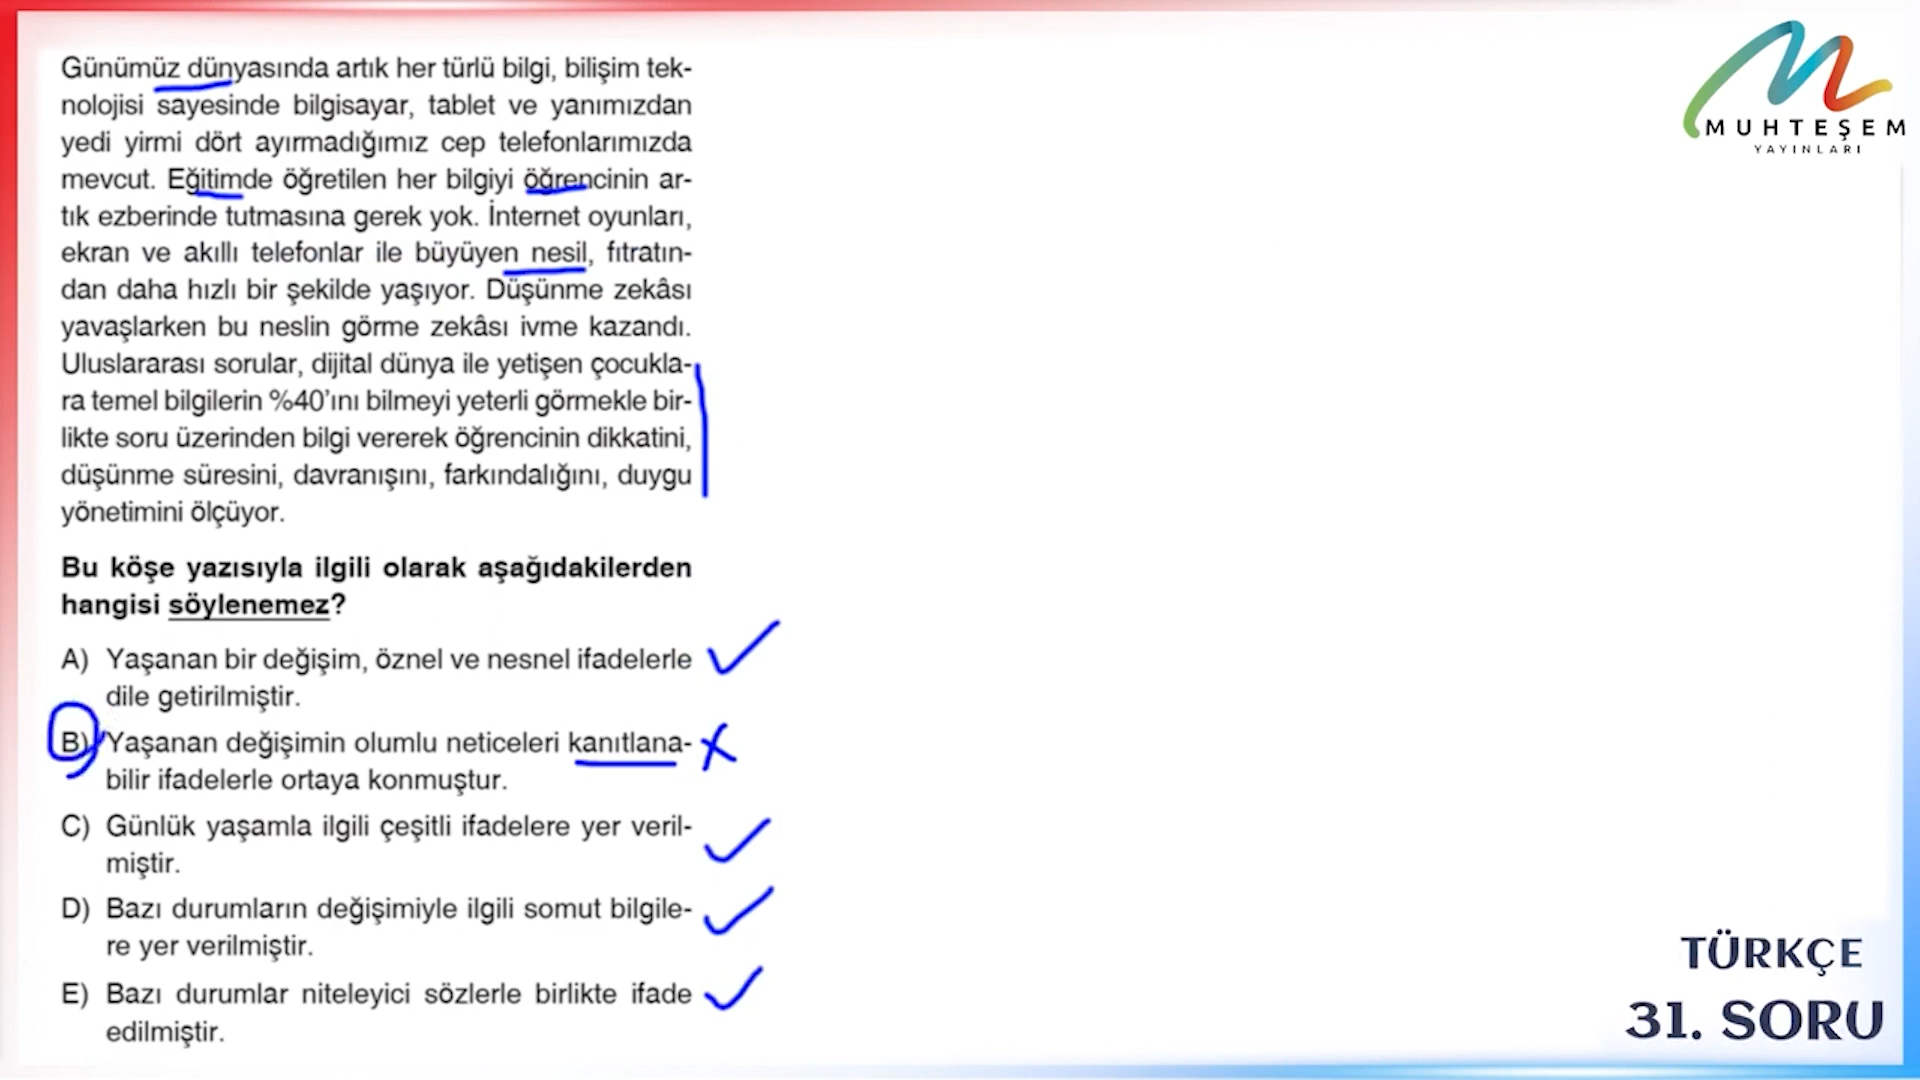 Günümüz dünyasında artık her türlü bilgi, bilişim tek-
nolojisi sayesinde bilgisayar, tablet ve yanımızdan
yedi yirmi dört ayırmadığımız cep telefonlarımızda
mevcut. Eğitimde öğretilen her bilgiyi öğrencinin ar-
tık ezberinde tutmasına gerek yok. İnternet oyunları,
ekran ve akıllı telefonlar ile büyüyen nesil, fıtratın-
dan daha hızlı bir şekilde yaşıyor. Düşünme zekâsı
yavaşlarken bu neslin görme zekâsı ivme kazandı.
Uluslararası sorular, dijital dünya ile yetişen çocukla-
ra temel bilgilerin %40'ını bilmeyi yeterli görmekle bir-
likte soru üzerinden bilgi vererek öğrencinin dikkatini,
düşünme süresini, davranışını, farkındalığını, duygu
yönetimini ölçüyor.
Bu köşe yazısıyla ilgili olarak aşağıdakilerden
hangisi söylenemez?
A) Yaşanan bir değişim, öznel ve nesnel ifadelerle
dile getirilmiştir.
B) Yaşanan değişimin olumlu neticeleri kanıtlana-
bilir ifadelerle ortaya konmuştur.
C) Günlük yaşamla ilgili çeşitli ifadelere yer veril-
miştir.
D) Bazı durumların değişimiyle ilgili somut bilgile-
re yer verilmiştir.
E) Bazı durumlar niteleyici sözlerle birlikte ifade
edilmiştir.
MUHTEŞEM
YAYINLARI
TÜRKÇE
31. SORU